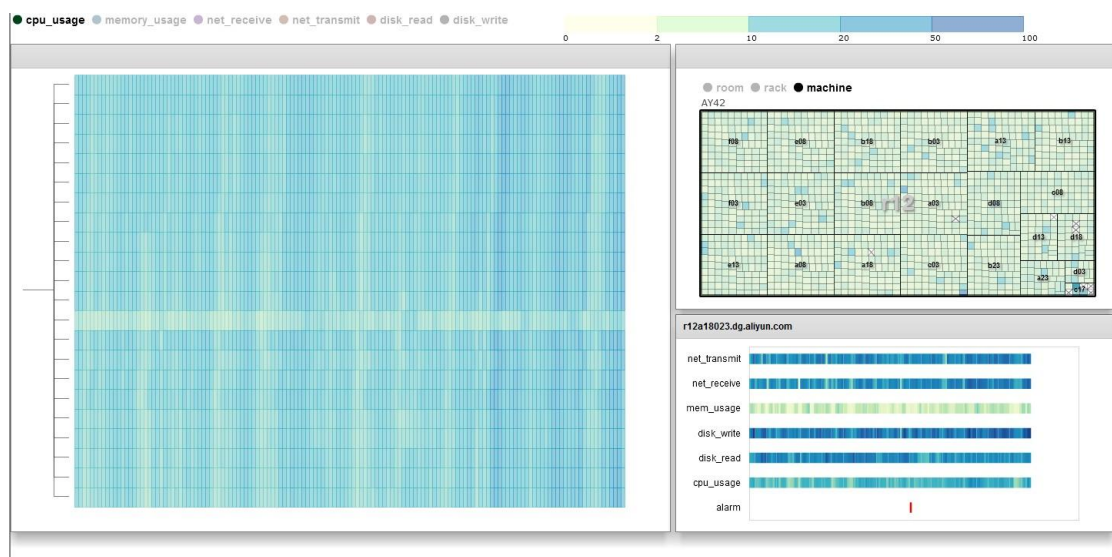 cpu_usage memory_usage net_receive net_transmit disk_read disk_write
0 2 10 20 50 100
room rack machine
AY42
f08 e08 b18 b03 a13 b13
c08
f03 e03 b08 r12 a03 d08
d13 d18
e13 a08 a18 c03 b23 a23 d03
c17
r12a18023.dg.aliyun.com
net_transmit
net_receive
mem_usage
disk_write
disk_read
cpu_usage
alarm